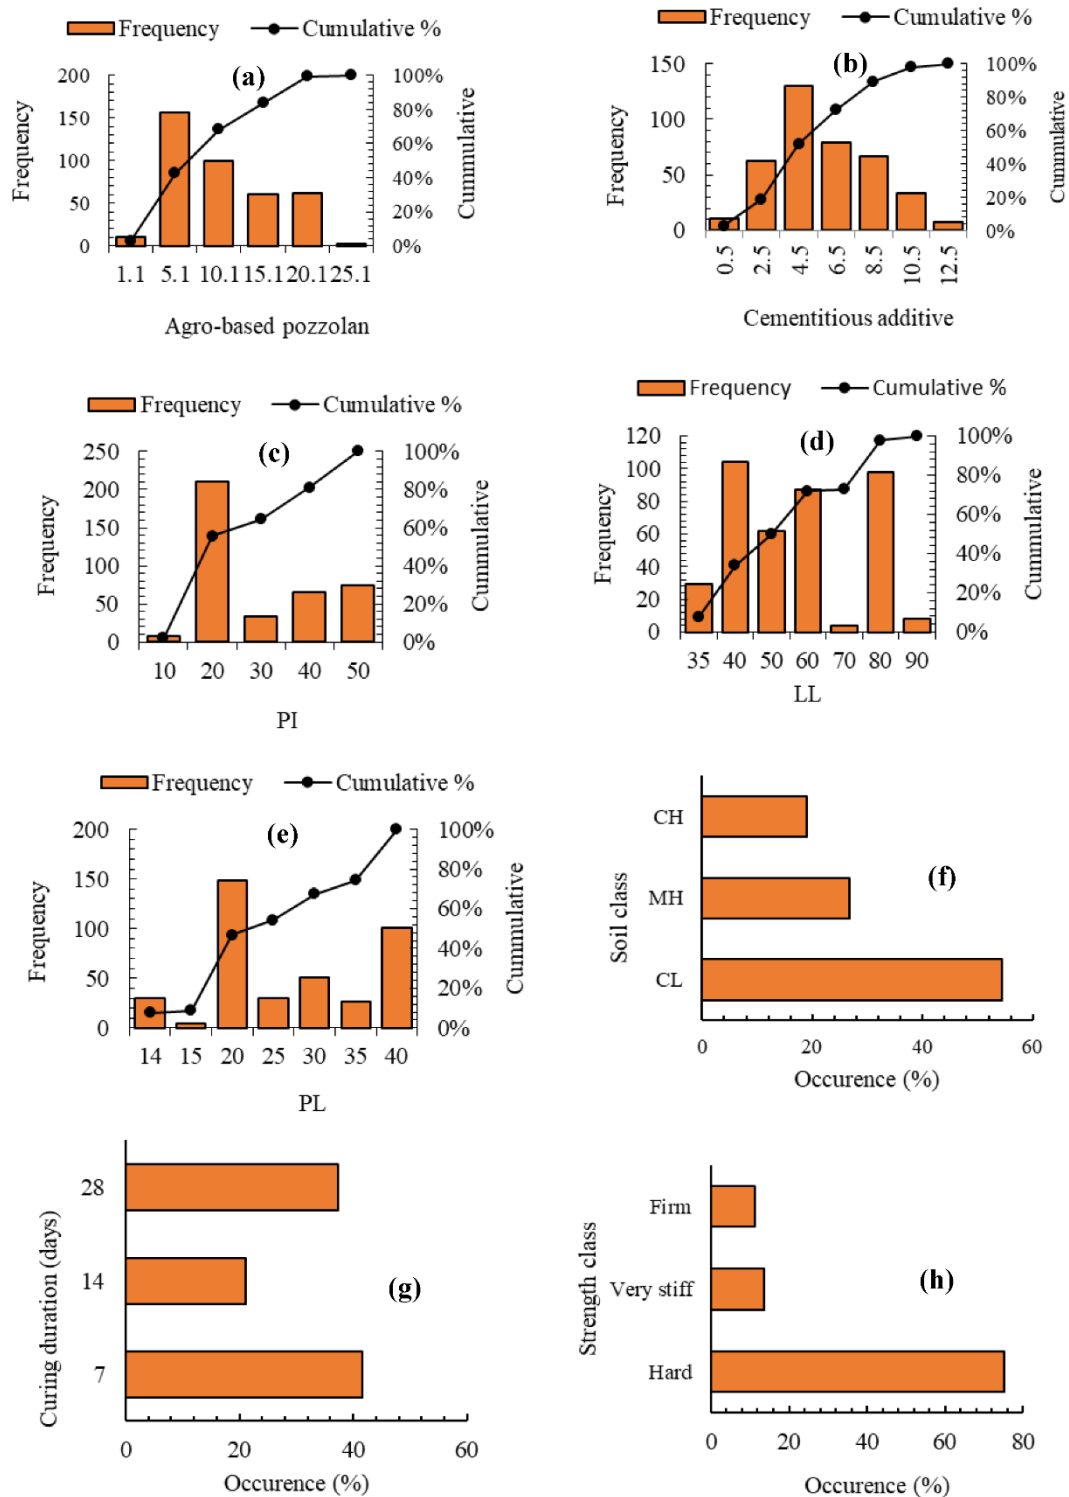 Frequency Cumulative %
(a)
200 100%
150 80%
60%
100
40%
50
20%
0 0%
1.1 5.1 10.1 15.1 20.1 25.1
Frequency
Cummulative
Agro-based pozzolan
Frequency Cumulative %
(b)
150 100%
80%
100
60%
40%
50
20%
0 0%
0.5 2.5 4.5 6.5 8.5 10.5 12.5
Frequency
Cummulative
Cementitious additive
Frequency Cumulative %
(c)
250 100%
200 80%
150 60%
100 40%
50 20%
0 0%
10 20 30 40 50
Frequency
Cummulative
PI
Frequency Cumulative %
(d)
120 100%
100 80%
80
60%
60
40%
40
20 20%
0 0%
35 40 50 60 70 80 90
Frequency
Cummulative
LL
Frequency Cumulative %
(e)
200 100%
150 80%
60%
100
40%
50
20%
0 0%
14 15 20 25 30 35 40
Frequency
Cummulative
PL
CH
MH
CL
Soil class
(f)
0 20 40 60
Occurence (%)
28
14
7
Curing duration (days)
(g)
0 20 40 60
Occurence (%)
Firm
Very stiff
Hard
Strength class
(h)
0 20 40 60 80
Occurence (%)